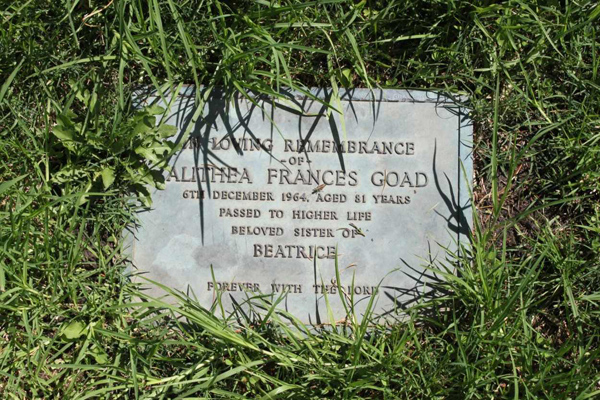 IN LOVING REMEMBRANCE
- OF -
ALITHEA FRANCES GOAD
6TH DECEMBER 1964, AGED 81 YEARS
PASSED TO HIGHER LIFE
BELOVED SISTER OF
BEATRICE
FOREVER WITH THE LORD